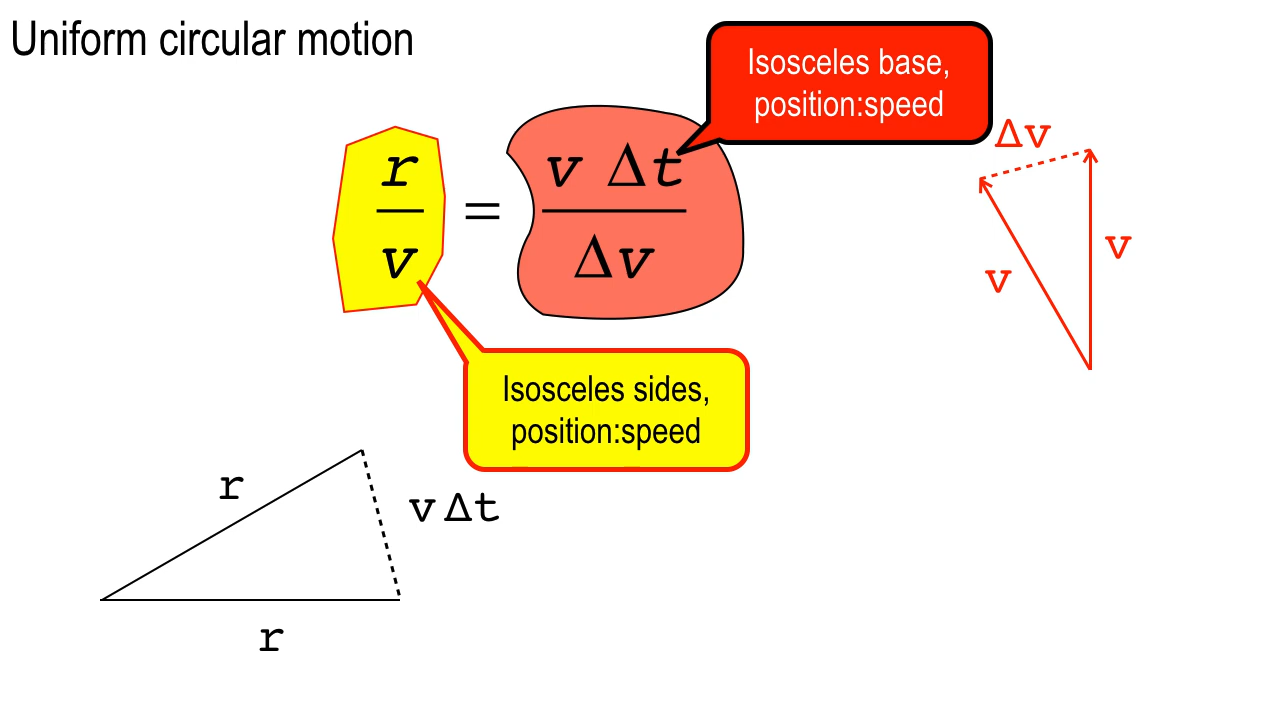 Uniform circular motion
Isosceles base,
position:speed
r
v
=
v Δt
Δv
Δv
v
v
Isosceles sides,
position:speed
r
v Δt
r